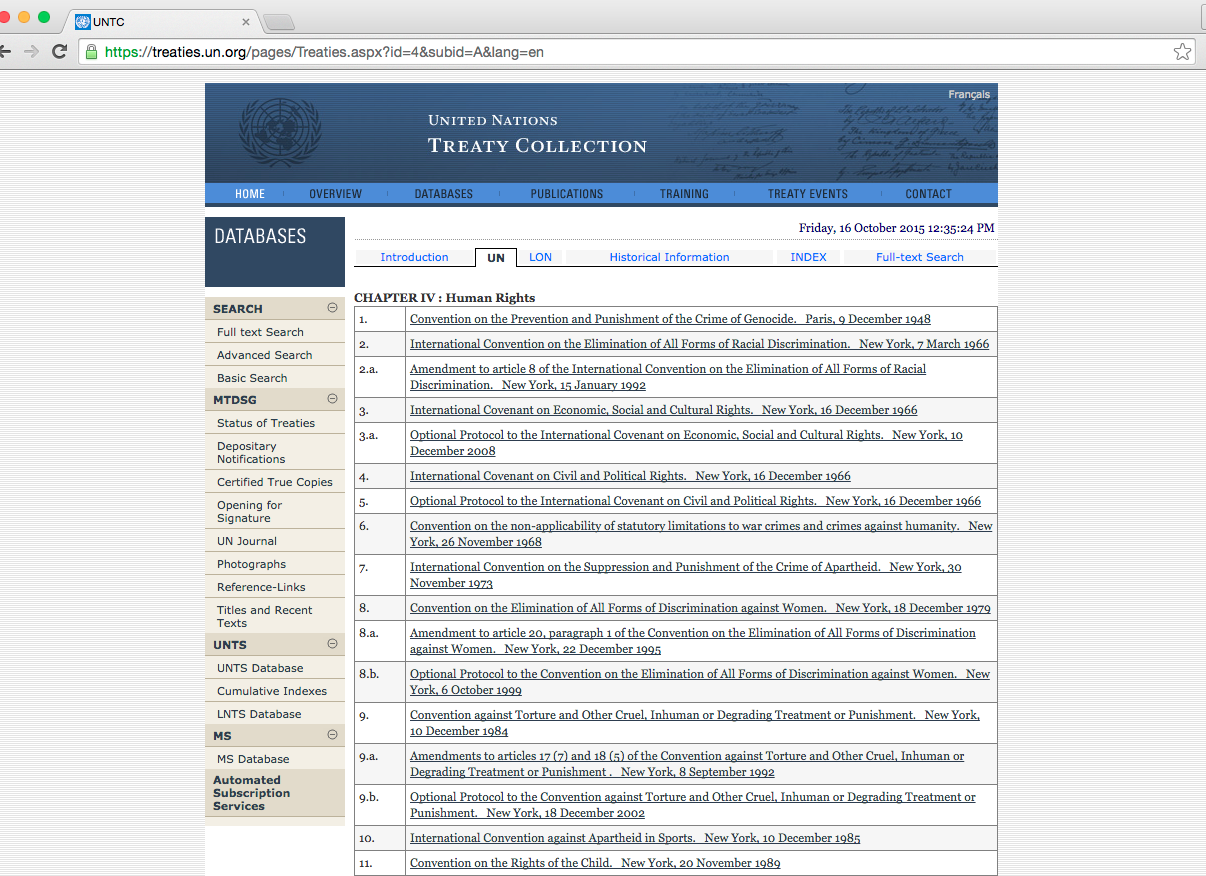 UNTC
https://treaties.un.org/pages/Treaties.aspx?id=4&subid=A&lang=en
Français
UNITED NATIONS
TREATY COLLECTION
HOME OVERVIEW DATABASES PUBLICATIONS TRAINING TREATY EVENTS CONTACT
DATABASES
Friday, 16 October 2015 12:35:24 PM
Introduction UN LON Historical Information INDEX Full-text Search
SEARCH
Full text Search
Advanced Search
Basic Search
MTDSG
Status of Treaties
Depositary
Notifications
Certified True Copies
Opening for
Signature
UN Journal
Photographs
Reference-Links
Titles and Recent
Texts
UNTS
UNTS Database
Cumulative Indexes
LNTS Database
MS
MS Database
Automated
Subscription
Services
CHAPTER IV : Human Rights
1. Convention on the Prevention and Punishment of the Crime of Genocide. Paris, 9 December 1948
2. International Convention on the Elimination of All Forms of Racial Discrimination. New York, 7 March 1966
2.a. Amendment to article 8 of the International Convention on the Elimination of All Forms of Racial
Discrimination. New York, 15 January 1992
3. International Covenant on Economic, Social and Cultural Rights. New York, 16 December 1966
3.a. Optional Protocol to the International Covenant on Economic, Social and Cultural Rights. New York, 10
December 2008
4. International Covenant on Civil and Political Rights. New York, 16 December 1966
5. Optional Protocol to the International Covenant on Civil and Political Rights. New York, 16 December 1966
6. Convention on the non-applicability of statutory limitations to war crimes and crimes against humanity. New
York, 26 November 1968
7. International Convention on the Suppression and Punishment of the Crime of Apartheid. New York, 30
November 1973
8. Convention on the Elimination of All Forms of Discrimination against Women. New York, 18 December 1979
8.a. Amendment to article 20, paragraph 1 of the Convention on the Elimination of All Forms of Discrimination
against Women. New York, 22 December 1995
8.b. Optional Protocol to the Convention on the Elimination of All Forms of Discrimination against Women. New
York, 6 October 1999
9. Convention against Torture and Other Cruel, Inhuman or Degrading Treatment or Punishment. New York,
10 December 1984
9.a. Amendments to articles 17 (7) and 18 (5) of the Convention against Torture and Other Cruel, Inhuman or
Degrading Treatment or Punishment . New York, 8 September 1992
9.b. Optional Protocol to the Convention against Torture and Other Cruel, Inhuman or Degrading Treatment or
Punishment. New York, 18 December 2002
10. International Convention against Apartheid in Sports. New York, 10 December 1985
11. Convention on the Rights of the Child. New York, 20 November 1989